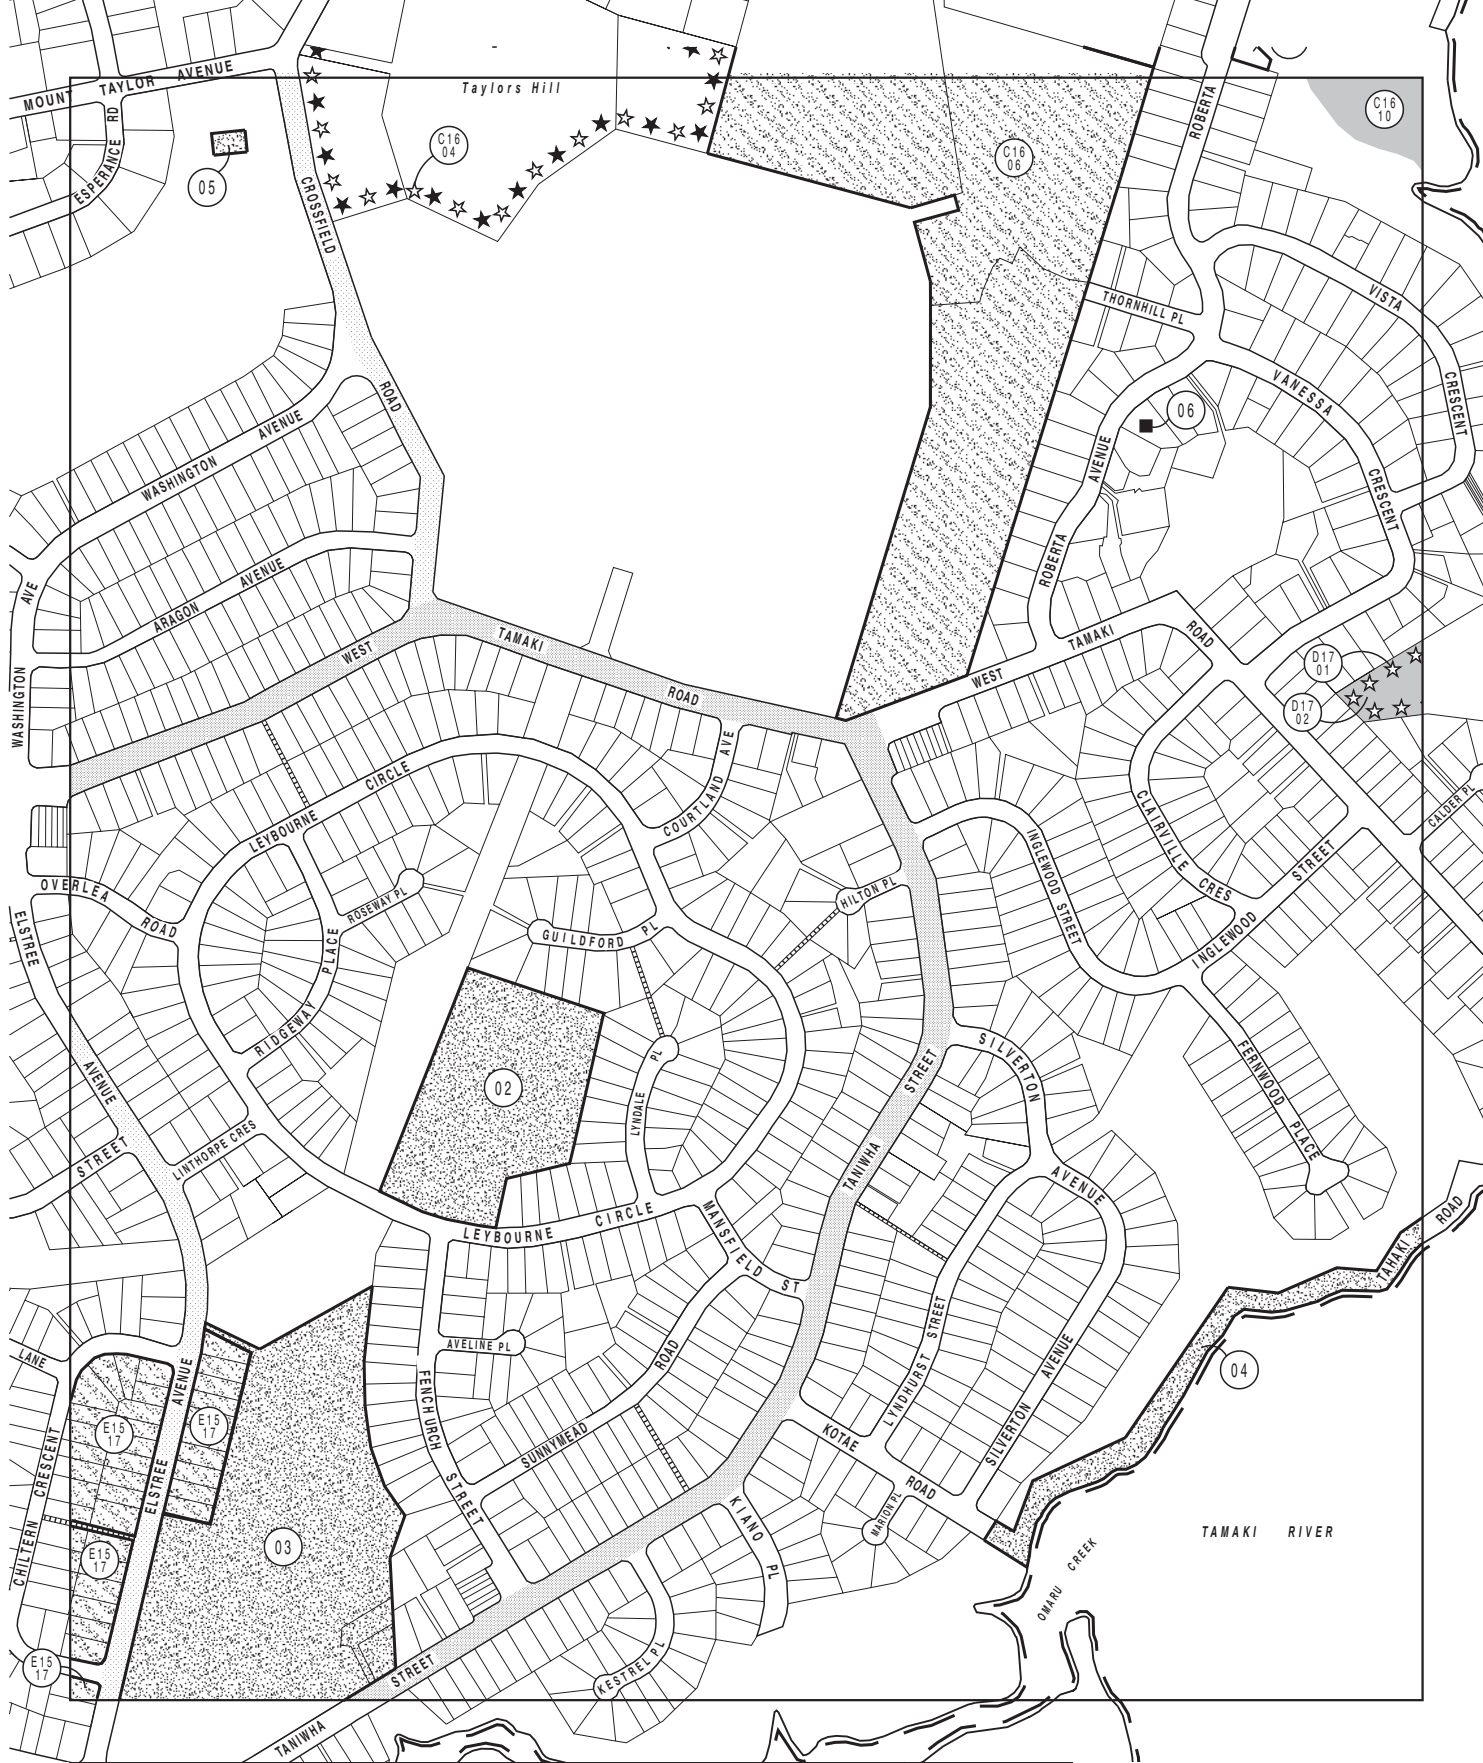 MOUNT TAYLOR AVENUE
ESPERANCE RD
05
Taylors Hill
C16
04
C16
06
C16
10
ROBERTA
CROSSFIELD
ROAD
THORNHILL PL
VISTA
CRESCENT
VANESSA
CRESCENT
06
ROBERTA AVENUE
WASHINGTON AVENUE
AVE
WASHINGTON
ARAGON AVENUE
WEST TAMAKI ROAD
WEST TAMAKI ROAD
D17
01
D17
02
CALDER PL
CLAIRVILLE CRES
INGLEWOOD STREET
INGLEWOOD STREET
LEYBOURNE CIRCLE
COURTLAND AVE
OVERLEA ROAD
ELSTREE
AVENUE
ROSEWAY PL
RIDGEWAY PLACE
GUILDFORD PL
HILTON PL
LYNDALE PL
02
STREET
LINTHORPE CRES
LEYBOURNE CIRCLE
MANSFIELD ST
TANIWHA STREET
SILVERTON
AVENUE
FERNWOOD PLACE
TAHAKI ROAD
04
LANE
AVELINE PL
FENCHURCH STREET
SUNNYMEAD ROAD
LYNDHURST STREET
SILVERTON AVENUE
KOTAE ROAD
MARION PL
KIANO PL
KESTREL PL
CHILTERN CRESCENT
ELSTREE AVENUE
E15
17
E15
17
E15
17
E15
17
03
TANIWHA STREET
OMARU CREEK
TAMAKI RIVER